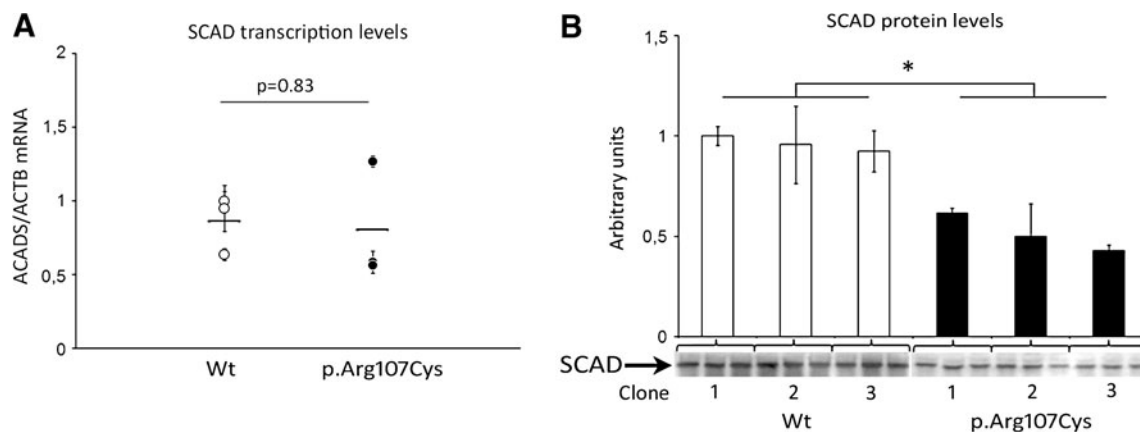 A
SCAD transcription levels
2
p=0.83
1,5
1
0,5
0
ACADS/ACTB mRNA
Wt
p.Arg107Cys
B
SCAD protein levels
1,5
*
1
0,5
0
Arbitrary units
SCAD
Clone 1 2 3 1 2 3
Wt p.Arg107Cys